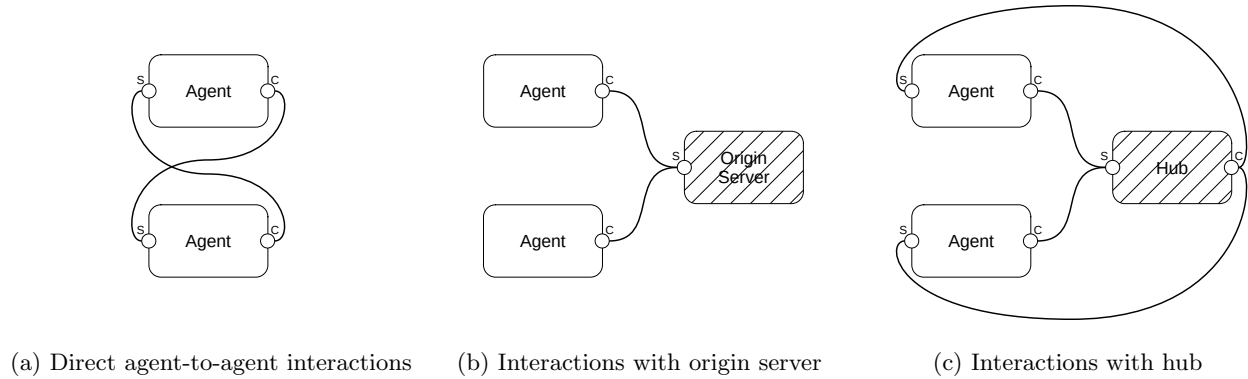 S
C
Agent
S
C
Agent
(a) Direct agent-to-agent interactions
C
Agent
S
Origin
Server
C
Agent
(b) Interactions with origin server
S
C
Agent
S
C
Hub
S
C
Agent
(c) Interactions with hub